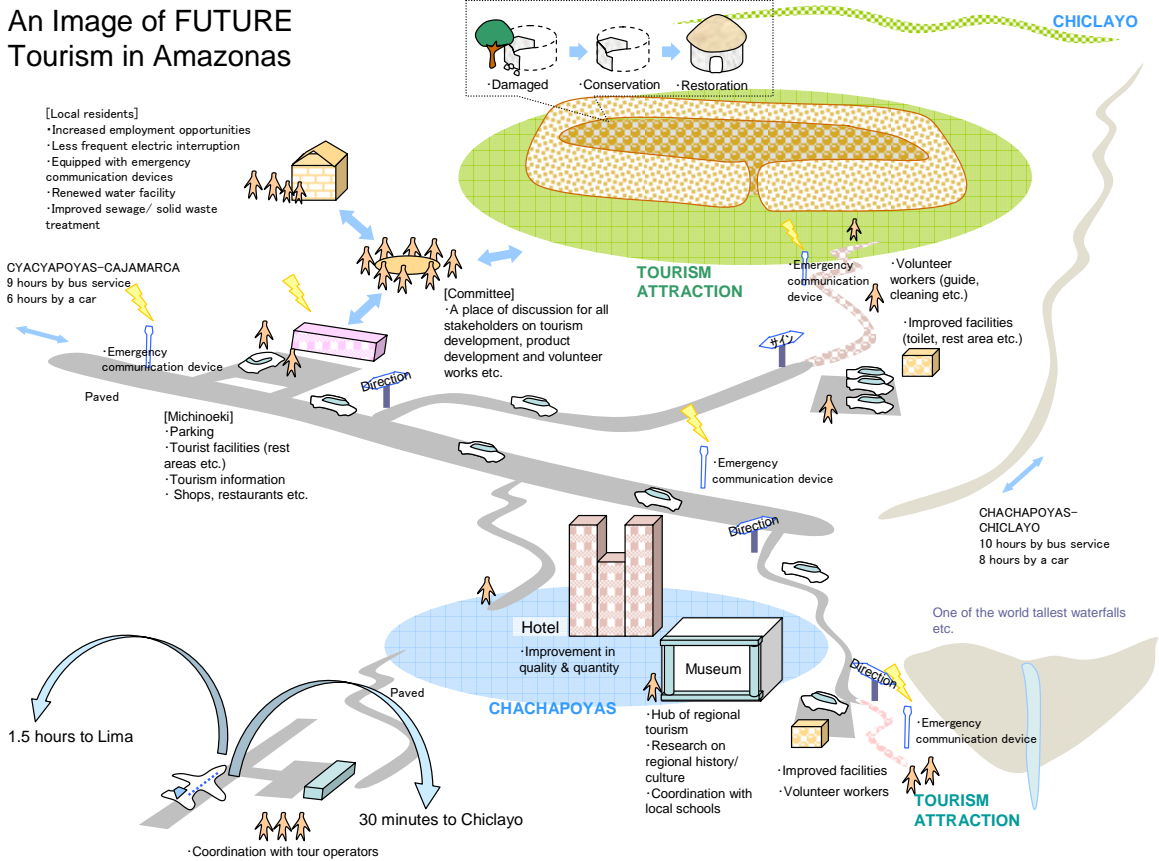 An Image of FUTURE
Tourism in Amazonas
CHICLAYO
・Damaged
・Conservation
・Restoration
[Local residents]
・Increased employment opportunities
・Less frequent electric interruption
・Equipped with emergency
communication devices
・Renewed water facility
・Improved sewage/ solid waste
treatment
CYACYAPOYAS-CAJAMARCA
9 hours by bus service
6 hours by a car
TOURISM
ATTRACTION
・Emergency
communication
device
・Volunteer
workers (guide,
cleaning etc.)
・Improved facilities
(toilet, rest area etc.)
[Committee]
・A place of discussion for all
stakeholders on tourism
development, product
development and volunteer
works etc.
サイン
・Emergency
communication device
Paved
Direction
[Michinoeki]
・Parking
・Tourist facilities (rest
areas etc.)
・Tourism information
・ Shops, restaurants etc.
・Emergency
communication device
Direction
CHACHAPOYAS-
CHICLAYO
10 hours by bus service
8 hours by a car
One of the world tallest waterfalls
etc.
Hotel
・Improvement in
quality & quantity
Museum
CHACHAPOYAS
・Hub of regional
tourism
・Research on
regional history/
culture
・Coordination with
local schools
Direction
・Emergency
communication device
・Improved facilities
・Volunteer workers
TOURISM
ATTRACTION
Paved
1.5 hours to Lima
30 minutes to Chiclayo
・Coordination with tour operators